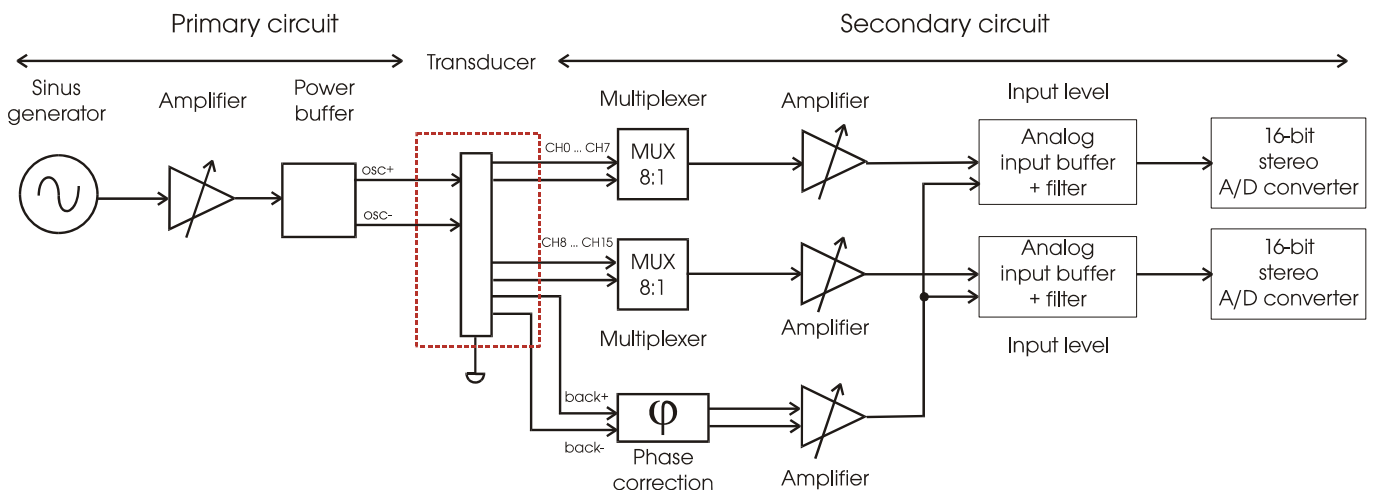 Primary circuit
Secondary circuit
Transducer
Sinus
generator
Amplifier
Power
buffer
Multiplexer
Amplifier
Input level
osc+
osc-
CH0 ... CH7
MUX
8:1
Analog
input buffer
+ filter
16-bit
stereo
A/D converter
CH8 ... CH15
MUX
8:1
Analog
input buffer
+ filter
16-bit
stereo
A/D converter
Multiplexer
Amplifier
Input level
back+
back-
φ
Phase
correction
Amplifier